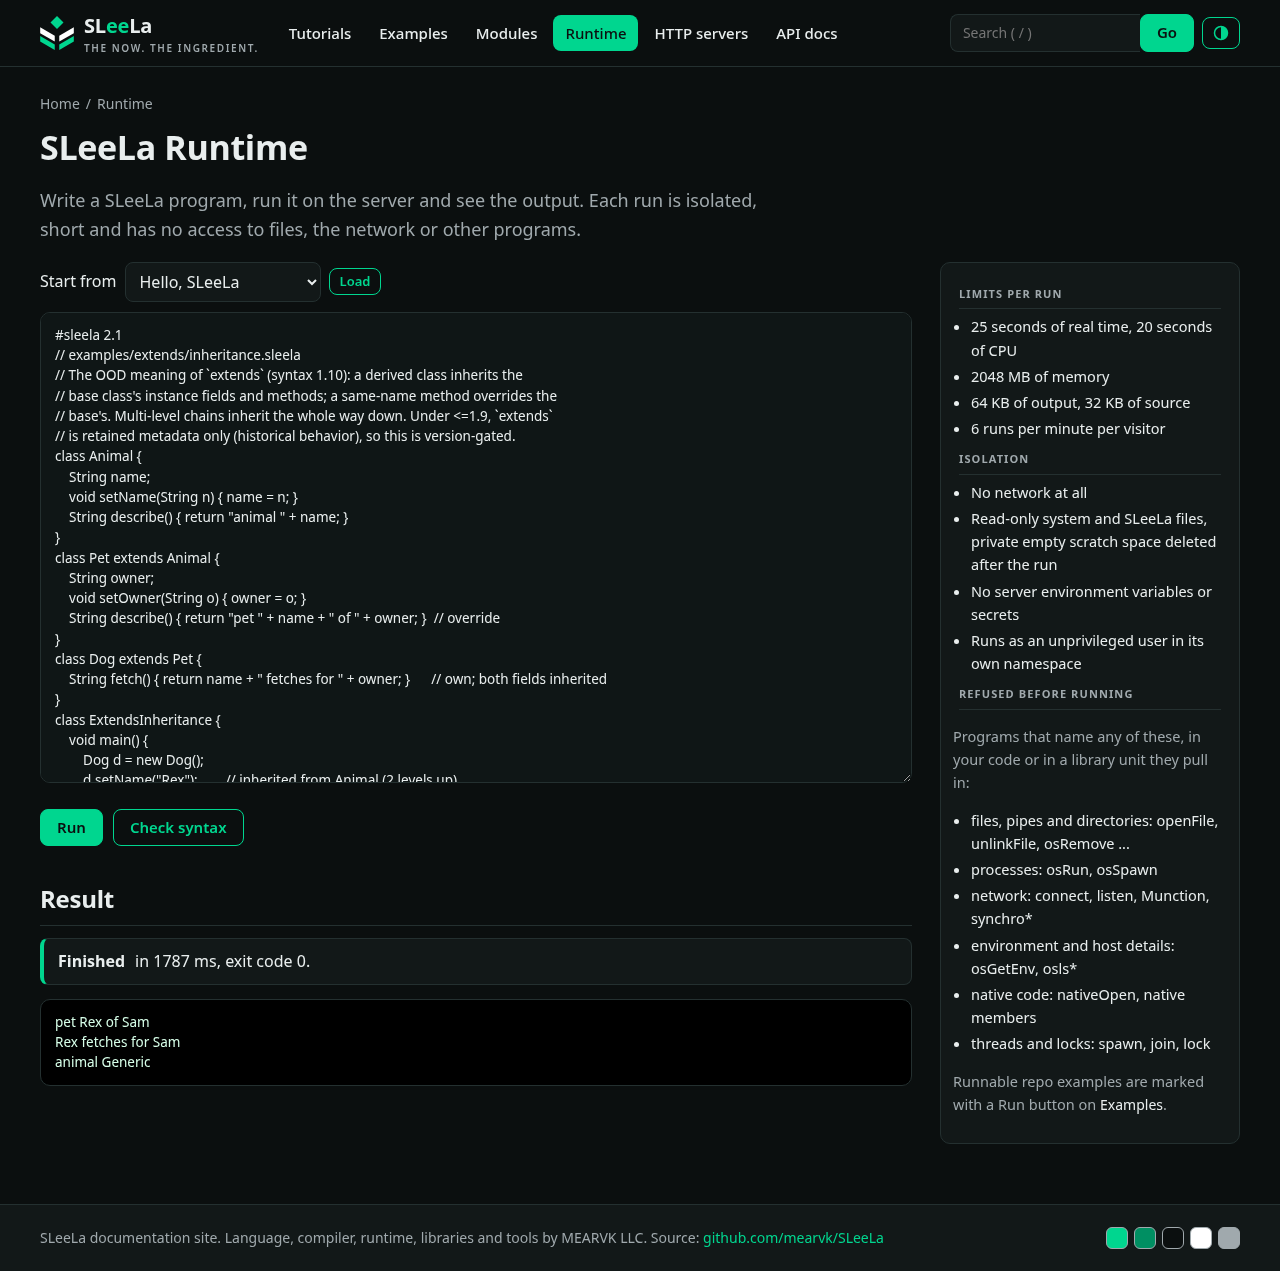 SLeeLa
THE NOW. THE INGREDIENT.
Tutorials
Examples
Modules
Runtime
HTTP servers
API docs
Search ( / )
Go
Home / Runtime
SLeeLa Runtime
Write a SLeeLa program, run it on the server and see the output. Each run is isolated,
short and has no access to files, the network or other programs.
Start from
Hello, SLeeLa
Load
#sleela 2.1
// examples/extends/inheritance.sleela
// The OOD meaning of `extends` (syntax 1.10): a derived class inherits the
// base class's instance fields and methods; a same-name method overrides the
// base's. Multi-level chains inherit the whole way down. Under <=1.9, `extends`
// is retained metadata only (historical behavior), so this is version-gated.
class Animal {
    String name;
    void setName(String n) { name = n; }
    String describe() { return "animal " + name; }
}
class Pet extends Animal {
    String owner;
    void setOwner(String o) { owner = o; }
    String describe() { return "pet " + name + " of " + owner; }  // override
}
class Dog extends Pet {
    String fetch() { return name + " fetches for " + owner; }      // own; both fields inherited
}
class ExtendsInheritance {
    void main() {
        Dog d = new Dog();
        d.setName("Rex");        // inherited from Animal (2 levels up)
Run
Check syntax
Result
Finished in 1787 ms, exit code 0.
pet Rex of Sam
Rex fetches for Sam
animal Generic
LIMITS PER RUN
25 seconds of real time, 20 seconds
of CPU
2048 MB of memory
64 KB of output, 32 KB of source
6 runs per minute per visitor
ISOLATION
No network at all
Read-only system and SLeeLa files,
private empty scratch space deleted
after the run
No server environment variables or
secrets
Runs as an unprivileged user in its
own namespace
REFUSED BEFORE RUNNING
Programs that name any of these, in
your code or in a library unit they pull
in:
files, pipes and directories: openFile,
unlinkFile, osRemove ...
processes: osRun, osSpawn
network: connect, listen, Munction,
synchro*
environment and host details:
osGetEnv, osIs*
native code: nativeOpen, native
members
threads and locks: spawn, join, lock
Runnable repo examples are marked
with a Run button on Examples.
SLeeLa documentation site. Language, compiler, runtime, libraries and tools by MEARVK LLC. Source: github.com/mearvk/SLeeLa